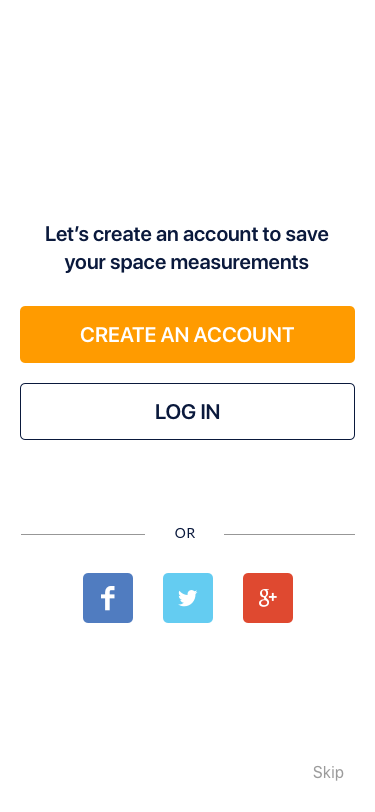 Let’s create an account to save
your space measurements
CREATE AN ACCOUNT
LOG IN
OR
f
g+
Skip